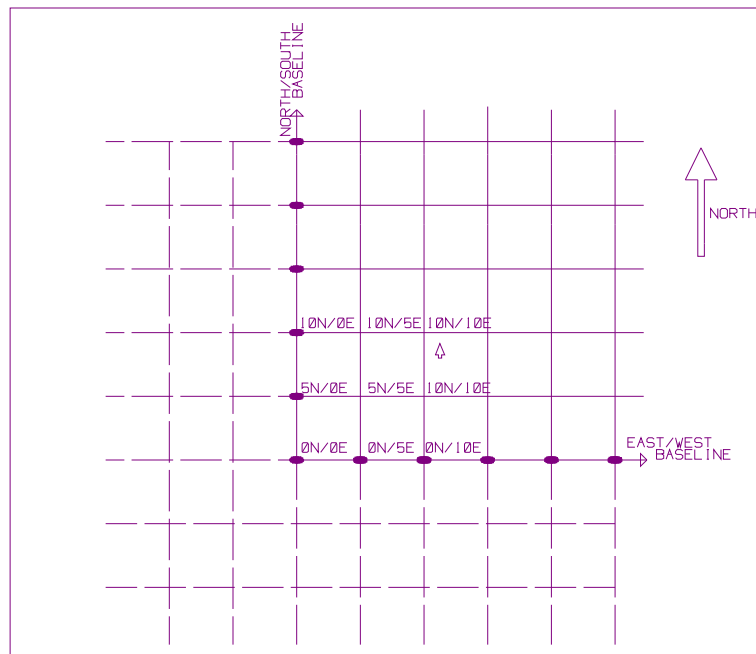 NORTH/SOUTH
BASELINE
NORTH
10N/0E 10N/5E 10N/10E
5N/0E 5N/5E 10N/10E
0N/0E 0N/5E 0N/10E
EAST/WEST
BASELINE